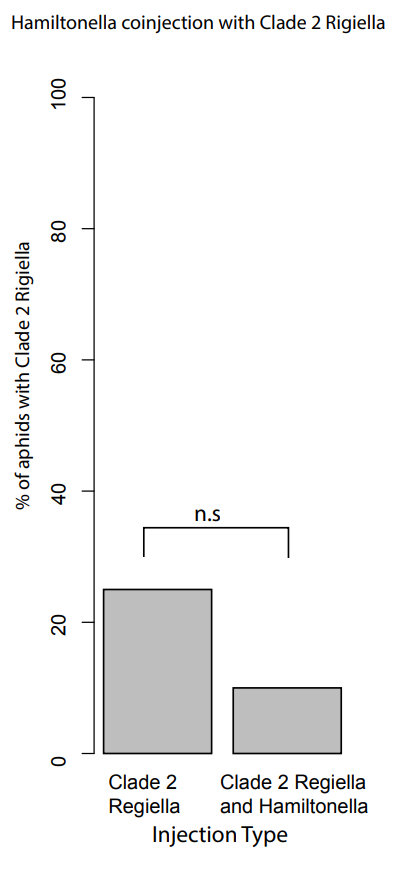 Hamiltonella coinjection with Clade 2 Rigiella
% of aphids with Clade 2 Rigiella
100
80
60
40
20
0
n.s
Clade 2
Regiella
Clade 2 Regiella
and Hamiltonella
Injection Type